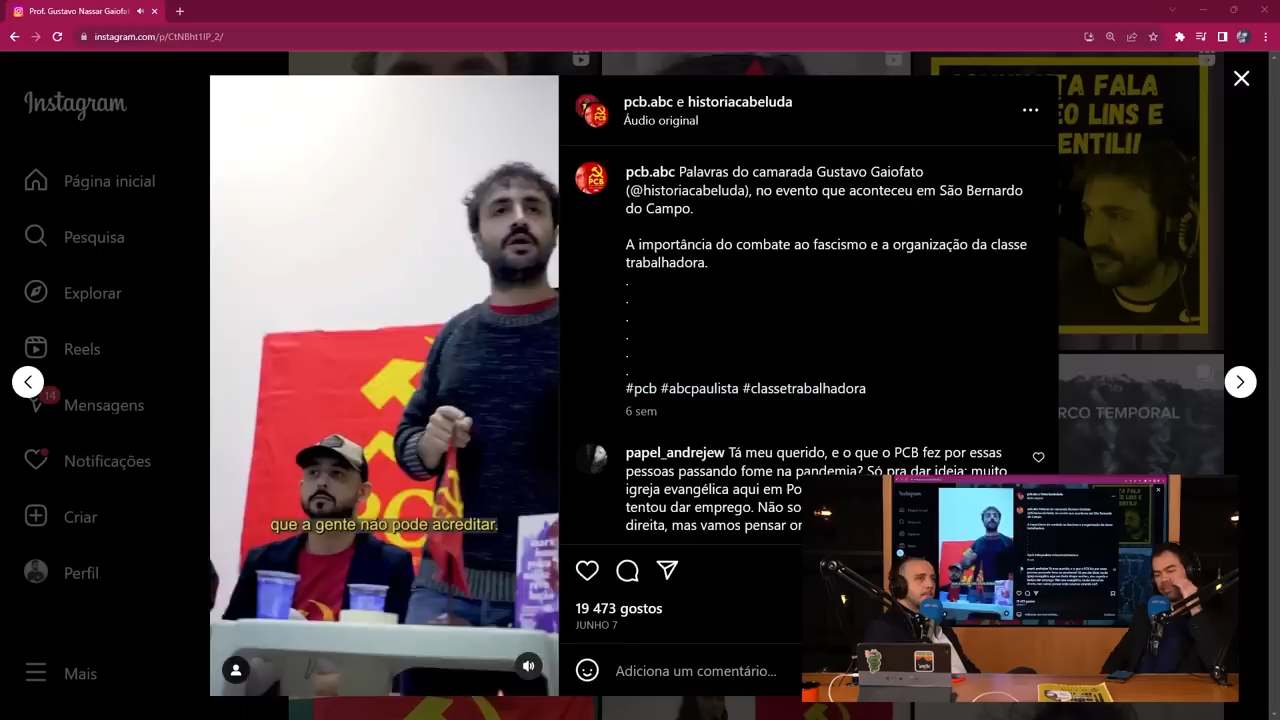 Prof. Gustavo Nassar Gaiofat
instagram.com/p/CtNBht1IP_2/
Instagram
Página inicial
Pesquisa
Explorar
Reels
14
Mensagens
Notificações
Criar
Perfil
Mais
que a gente não pode acreditar.
pcb.abc e historiacabeluda
Áudio original
PCB
pcb.abc Palavras do camarada Gustavo Gaiofato
(@historiacabeluda), no evento que aconteceu em São Bernardo
do Campo.
A importância do combate ao fascismo e a organização da classe
trabalhadora.
.
.
.
.
.
.
#pcb #abcpaulista #classetrabalhadora
6 sem
papel_andrejew Tá meu querido, e o que o PCB fez por essas
pessoas passando fome na pandemia? Só pra dar ideia: muito
igreja evangélica aqui em Po
tentou dar emprego. Não so
direita, mas vamos pensar or
19 473 gostos
JUNHO 7
Adiciona um comentário...
TA FALA
ÉO LINS E
ENTILI!
RCO TEMPORAL